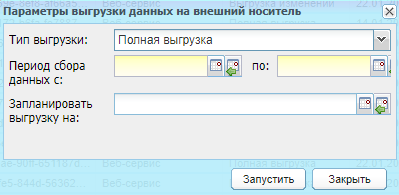 Параметры выгрузки данных на внешний носитель
Тип выгрузки: Полная выгрузка
Период сбора данных с: по:
Запланировать выгрузку на:
Запустить Закрыть
Веб-сервис